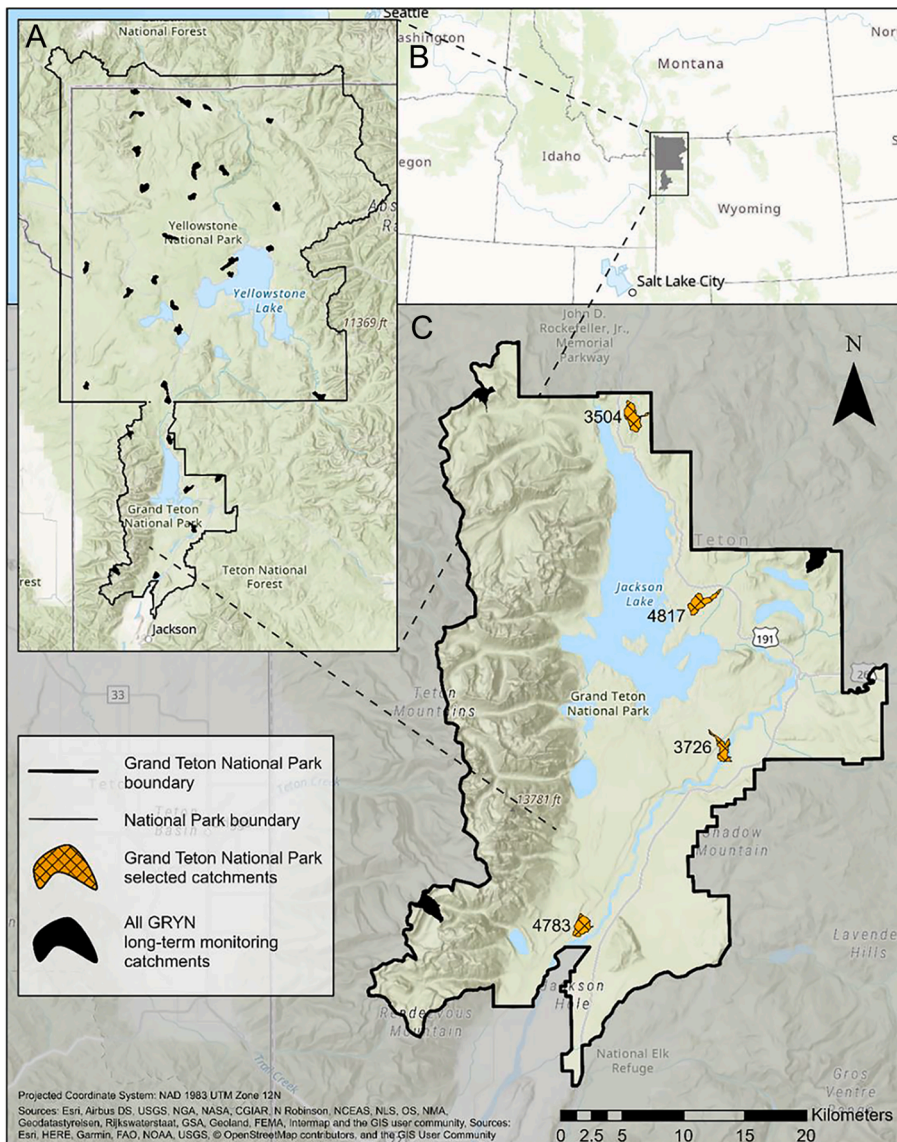 A
National Forest
Yellowstone
National Park
Yellowstone
Lake
11369 ft
Grand Teton
National Park
Teton National
Forest
Jackson
B
Seattle
Montana
Idaho
Wyoming
Salt Lake City
C
John D.
Rockefeller, Jr.,
Memorial
Parkway
N
3504
Teton
Jackson
Lake
4817
191
33
Teton
Mountains
Grand Teton
National Park
3726
Teton Creek
13781 ft
Teton
Basin
Shadow
Mountain
4783
Lavender
Hills
Jackson
Hole
Rendezvous
Mountain
National Elk
Refuge
Trail Creek
Gros
Ventre
Range
Grand Teton National Park
boundary
National Park boundary
Grand Teton National Park
selected catchments
All GRYN
long-term monitoring
catchments
Projected Coordinate System: NAD 1983 UTM Zone 12N
Sources: Esri, Airbus DS, USGS, NGA, NASA, CGIAR, N Robinson, NCEAS, NLS, OS, NMA,
Geodatastyrelsen, Rijkswaterstaat, GSA, Geoland, FEMA, Intermap and the GIS user community, Sources:
Esri, HERE, Garmin, FAO, NOAA, USGS, © OpenStreetMap contributors, and the GIS User Community
Kilometers
0 2.5 5 10 15 20